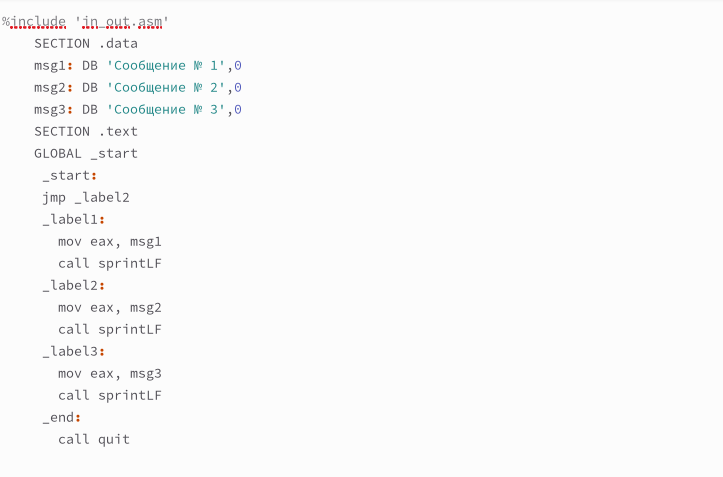 %include 'in_out.asm'
SECTION .data
msg1: DB 'Сообщение № 1',0
msg2: DB 'Сообщение № 2',0
msg3: DB 'Сообщение № 3',0
SECTION .text
GLOBAL _start
_start:
jmp _label2
_label1:
mov eax, msg1
call sprintLF
_label2:
mov eax, msg2
call sprintLF
_label3:
mov eax, msg3
call sprintLF
_end:
call quit